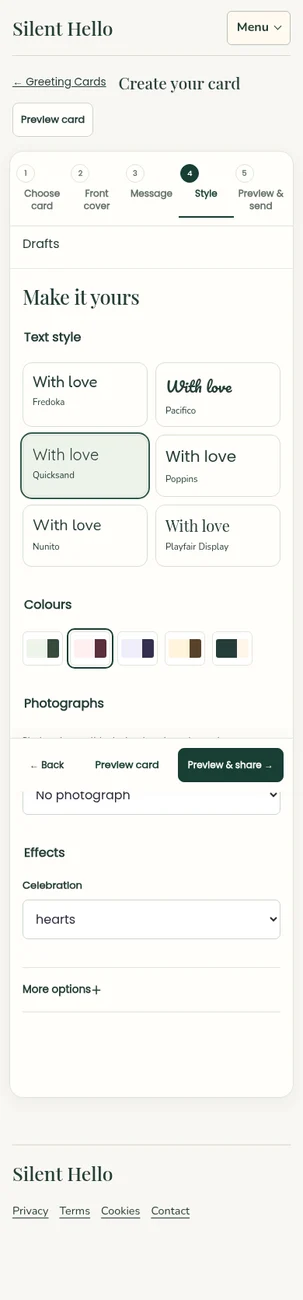 Silent Hello
Menu
← Greeting Cards
Create your card
Preview card
1
Choose
card
2
Front
cover
3
Message
4
Style
5
Preview &
send
Drafts
Make it yours
Text style
With love
Fredoka
With love
Pacifico
With love
Quicksand
With love
Poppins
With love
Nunito
With love
Playfair Display
Colours
Photographs
← Back
Preview card
Preview & share →
No photograph
Effects
Celebration
hearts
More options+
Silent Hello
Privacy
Terms
Cookies
Contact